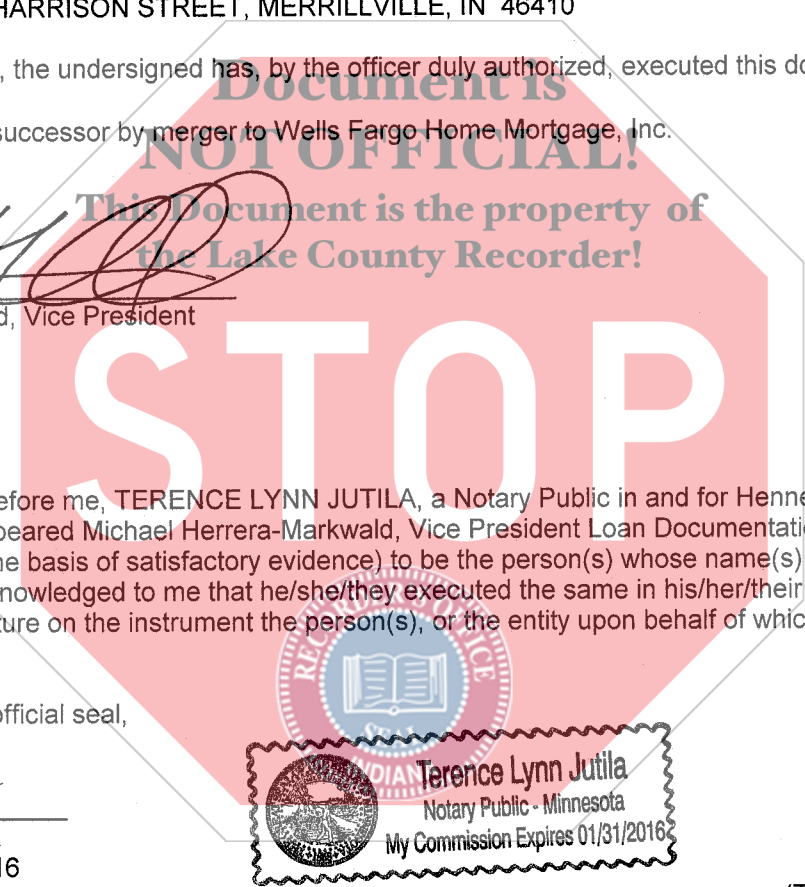 HARRISON STREET, MERRILLVILLE, IN 46410
, the undersigned has, by the officer duly authorized, executed this do
Document is
successor by merger to Wells Fargo Home Mortgage, Inc.
NOT OFFICIAL!
This Document is the property of
the Lake County Recorder!
d, Vice President
STOP
efore me, TERENCE LYNN JUTILA, a Notary Public in and for Henne
peared Michael Herrera-Markwald, Vice President Loan Documentatio
ne basis of satisfactory evidence) to be the person(s) whose name(s)
nowledged to me that he/she/they executed the same in his/her/their
ture on the instrument the person(s), or the entity upon behalf of whic
RECORDER'S OFFICE
official seal,
SEAL
INDIANA
Terence Lynn Jutila
Notary Public - Minnesota
My Commission Expires 01/31/2016
16